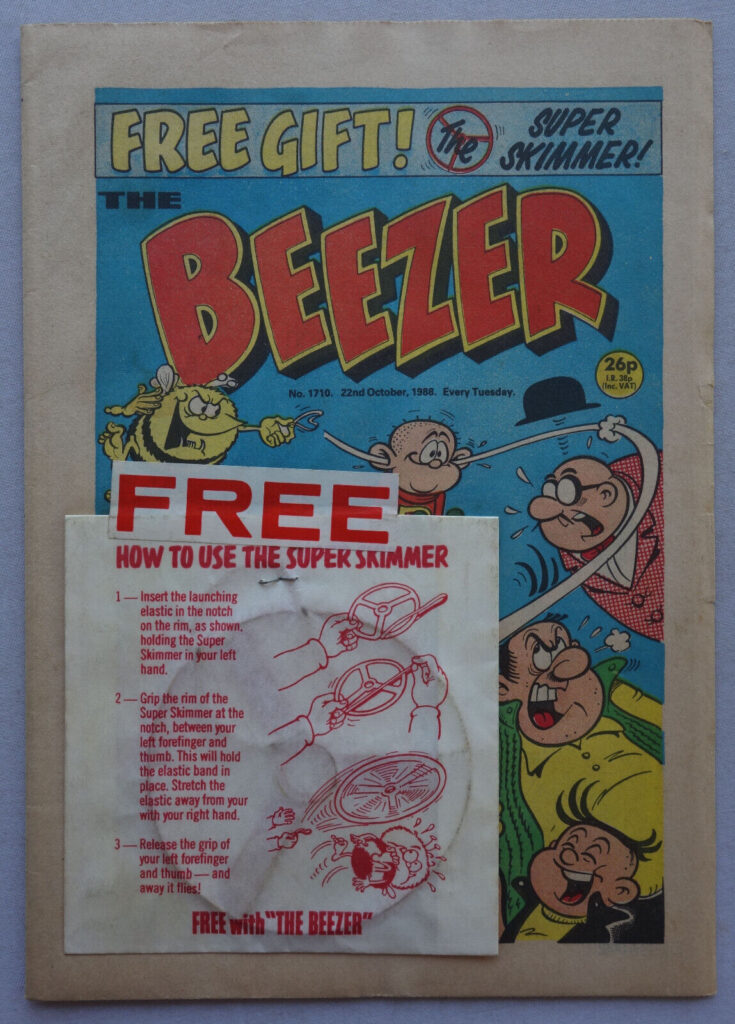 FREE GIFT! The SUPER
SKIMMER!
THE
BEEZER
26p
I.R. 38p
(Inc. VAT)
No. 1710. 22nd October, 1988. Every Tuesday.
FREE
HOW TO USE THE SUPER SKIMMER
1 — Insert the launching
elastic in the notch
on the rim, as shown,
holding the Super
Skimmer in your left
hand.
2 — Grip the rim of the
Super Skimmer at the
notch, between your
left forefinger and
thumb. This will hold
the elastic band in
place. Stretch the
elastic away from your
with your right hand.
3 — Release the grip of
your left forefinger
and thumb — and
away it flies!
FREE with "THE BEEZER"